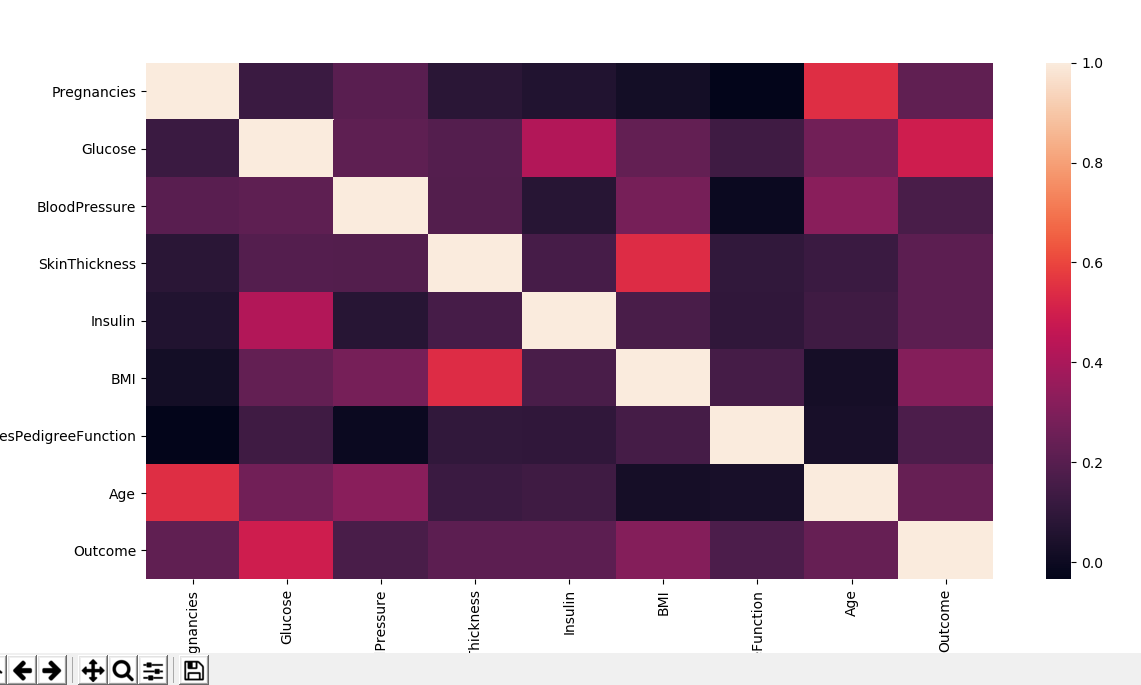 Pregnancies
Glucose
BloodPressure
SkinThickness
Insulin
BMI
esPedigreeFunction
Age
Outcome
gnancies
Glucose
Pressure
Thickness
Insulin
BMI
Function
Age
Outcome
1.0
0.8
0.6
0.4
0.2
0.0